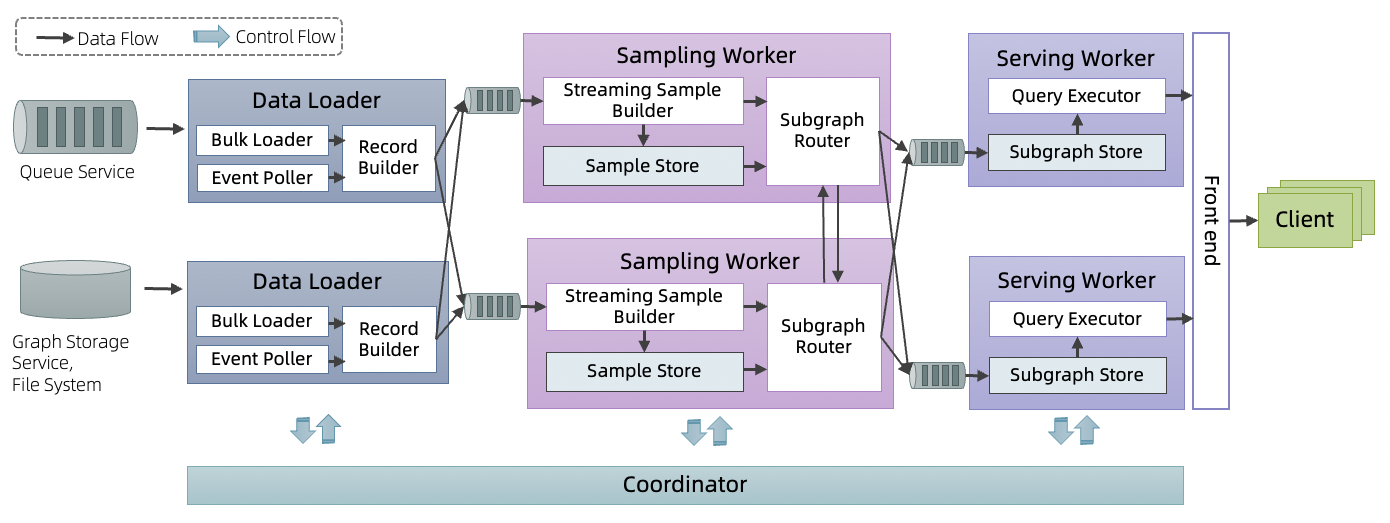 Data Flow
Control Flow
Queue Service
Graph Storage
Service,
File System
Data Loader
Bulk Loader
Event Poller
Record
Builder
Data Loader
Bulk Loader
Event Poller
Record
Builder
Sampling Worker
Streaming Sample
Builder
Sample Store
Subgraph
Router
Sampling Worker
Streaming Sample
Builder
Sample Store
Subgraph
Router
Serving Worker
Query Executor
Subgraph Store
Serving Worker
Query Executor
Subgraph Store
Front end
Client
Coordinator